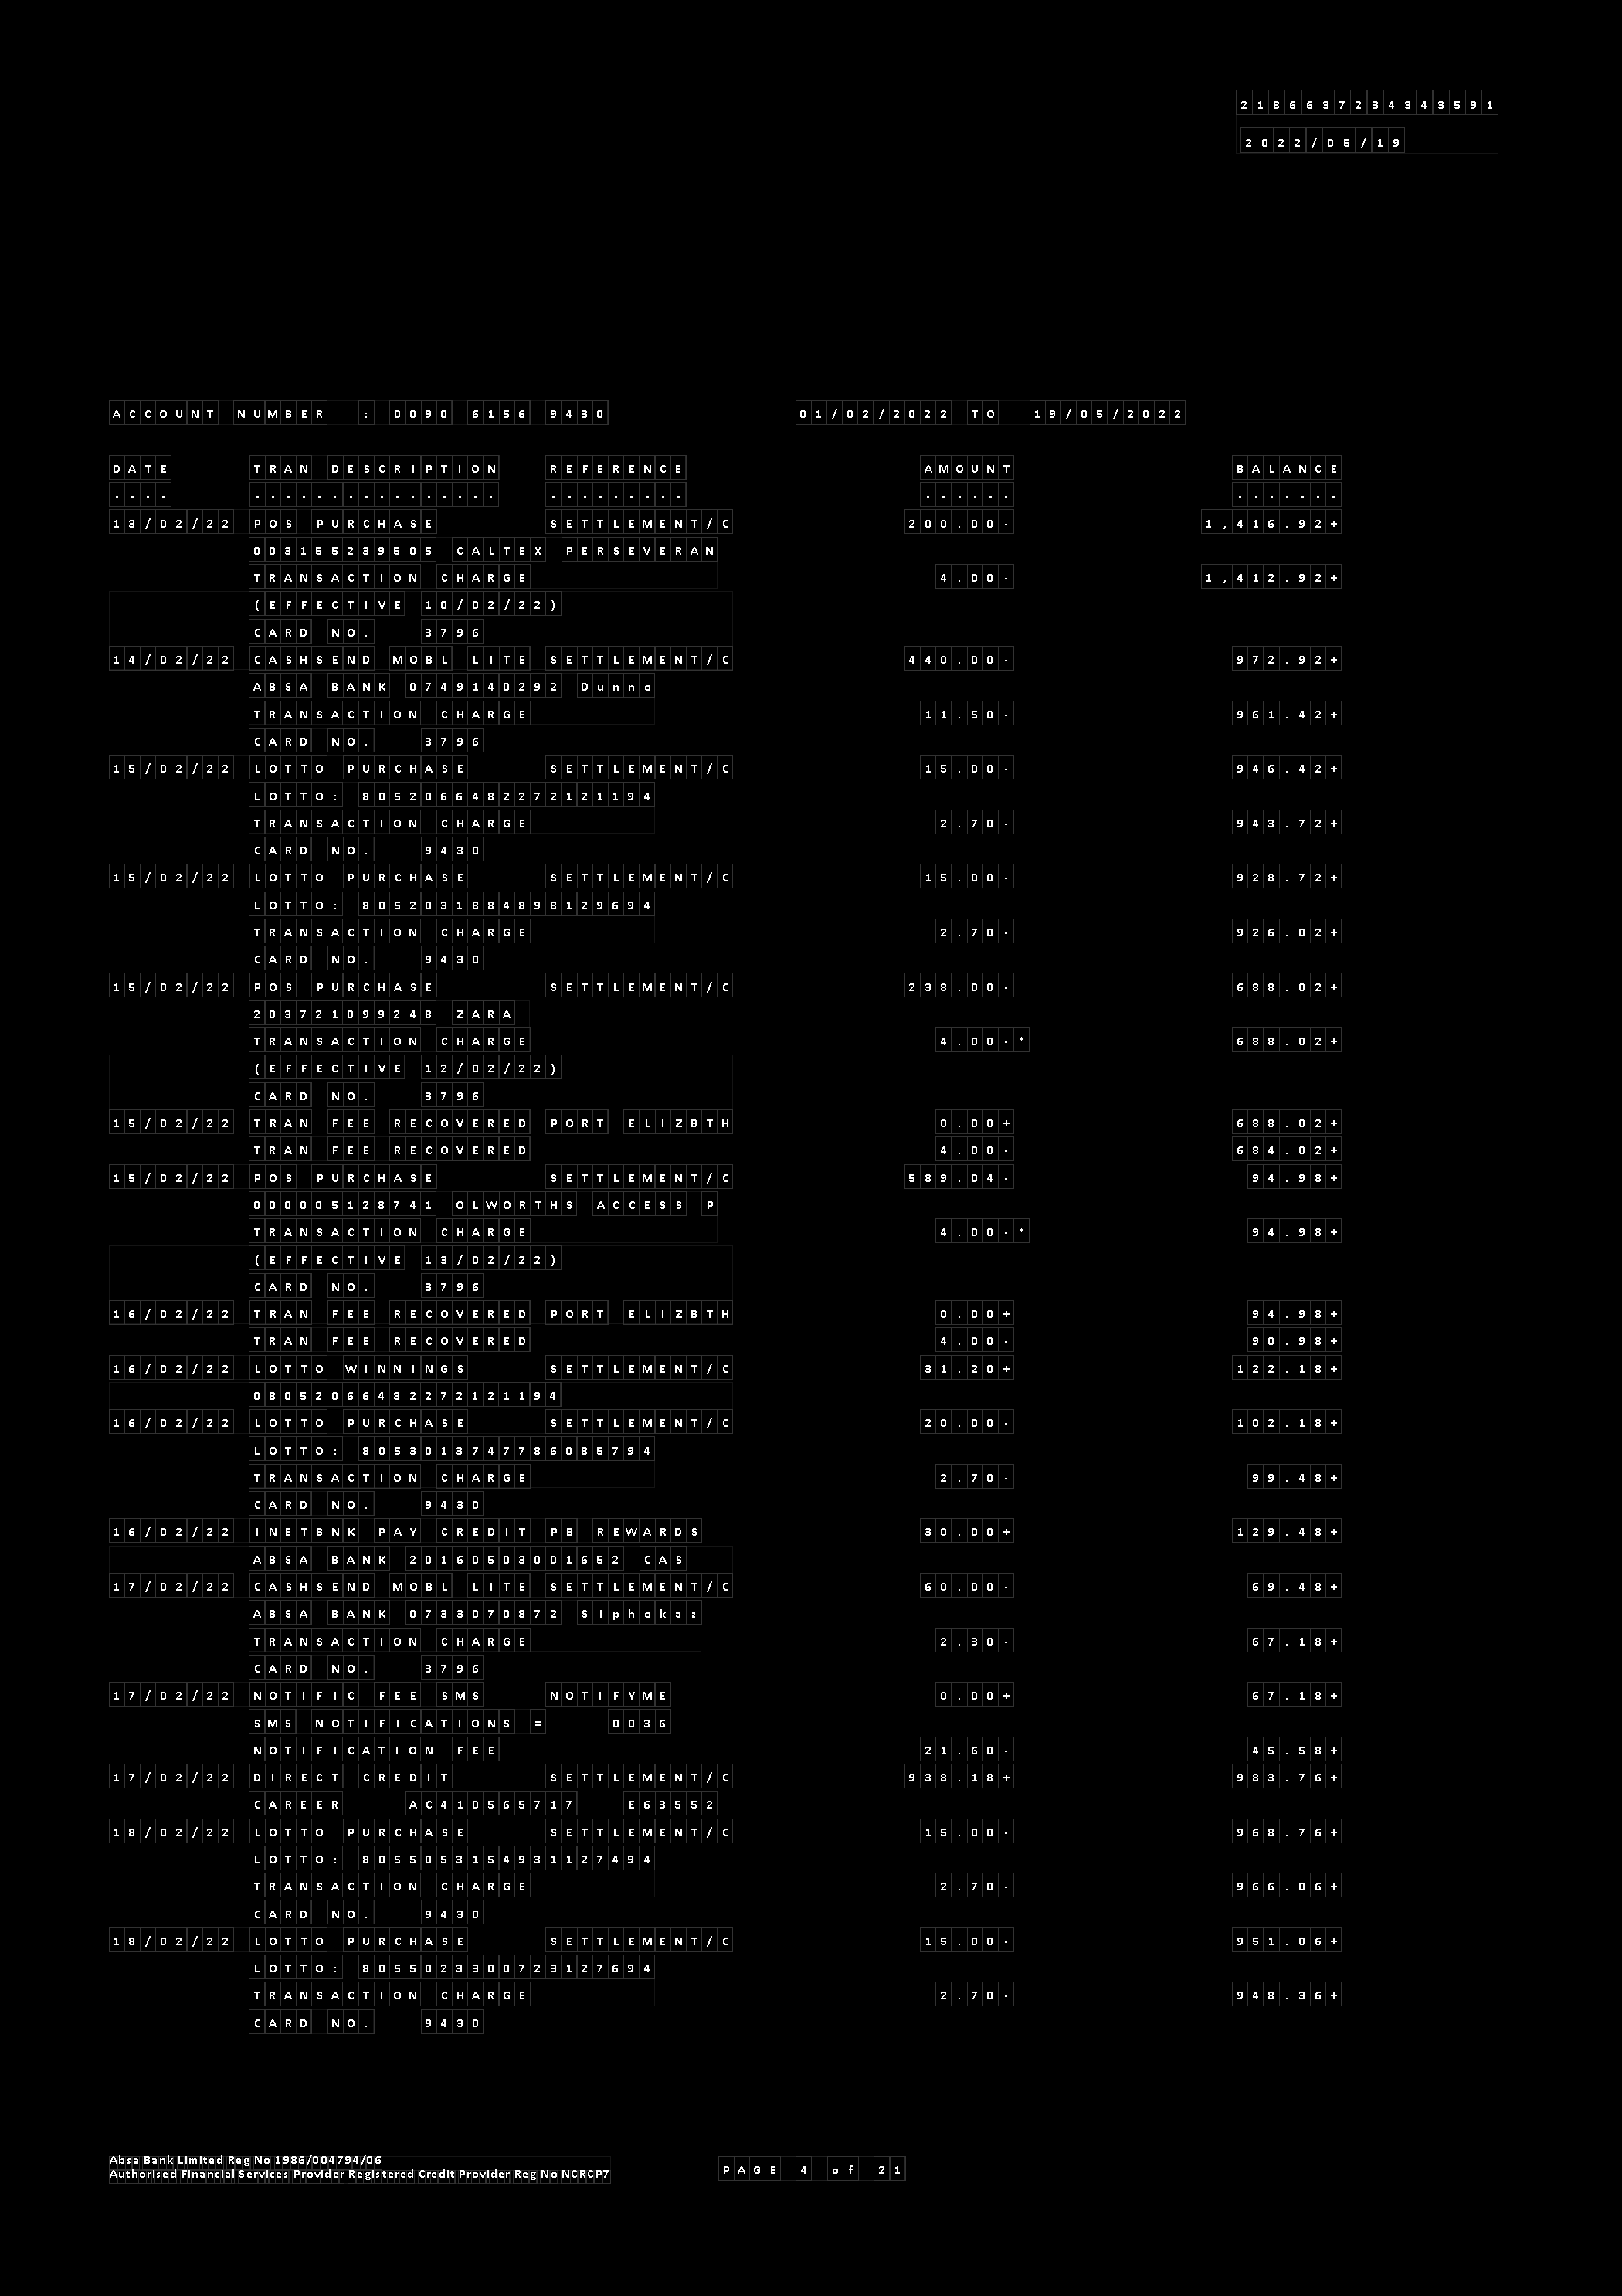 2186637234343591
2022/05/19
ACCOUNT NUMBER : 0090 6156 9430 01/02/2022 TO 19/05/2022
DATE TRAN DESCRIPTION REFERENCE AMOUNT BALANCE
---- ---------------- --------- ------ -------
13/02/22 POS PURCHASE SETTLEMENT/C 200.00- 1,416.92+
003155239505 CALTEX PERSEVERAN
TRANSACTION CHARGE 4.00- 1,412.92+
(EFFECTIVE 10/02/22)
CARD NO. 3796
14/02/22 CASHSEND MOBL LITE SETTLEMENT/C 440.00- 972.92+
ABSA BANK 0749140292 Dunno
TRANSACTION CHARGE 11.50- 961.42+
CARD NO. 3796
15/02/22 LOTTO PURCHASE SETTLEMENT/C 15.00- 946.42+
LOTTO: 8052066482272121194
TRANSACTION CHARGE 2.70- 943.72+
CARD NO. 9430
15/02/22 LOTTO PURCHASE SETTLEMENT/C 15.00- 928.72+
LOTTO: 8052031884898129694
TRANSACTION CHARGE 2.70- 926.02+
CARD NO. 9430
15/02/22 POS PURCHASE SETTLEMENT/C 238.00- 688.02+
203721099248 ZARA
TRANSACTION CHARGE 4.00-* 688.02+
(EFFECTIVE 12/02/22)
CARD NO. 3796
15/02/22 TRAN FEE RECOVERED PORT ELIZBTH 0.00+ 688.02+
TRAN FEE RECOVERED 4.00- 684.02+
15/02/22 POS PURCHASE SETTLEMENT/C 589.04- 94.98+
000005128741 OLWORTHS ACCESS P
TRANSACTION CHARGE 4.00-* 94.98+
(EFFECTIVE 13/02/22)
CARD NO. 3796
16/02/22 TRAN FEE RECOVERED PORT ELIZBTH 0.00+ 94.98+
TRAN FEE RECOVERED 4.00- 90.98+
16/02/22 LOTTO WINNINGS SETTLEMENT/C 31.20+ 122.18+
08052066482272121194
16/02/22 LOTTO PURCHASE SETTLEMENT/C 20.00- 102.18+
LOTTO: 8053013747786085794
TRANSACTION CHARGE 2.70- 99.48+
CARD NO. 9430
16/02/22 INETBNK PAY CREDIT PB REWARDS 30.00+ 129.48+
ABSA BANK 20160503001652 CAS
17/02/22 CASHSEND MOBL LITE SETTLEMENT/C 60.00- 69.48+
ABSA BANK 0733070872 Siphokaz
TRANSACTION CHARGE 2.30- 67.18+
CARD NO. 3796
17/02/22 NOTIFIC FEE SMS NOTIFYME 0.00+ 67.18+
SMS NOTIFICATIONS = 0036
NOTIFICATION FEE 21.60- 45.58+
17/02/22 DIRECT CREDIT SETTLEMENT/C 938.18+ 983.76+
CAREER AC410565717 E63552
18/02/22 LOTTO PURCHASE SETTLEMENT/C 15.00- 968.76+
LOTTO: 8055053154931127494
TRANSACTION CHARGE 2.70- 966.06+
CARD NO. 9430
18/02/22 LOTTO PURCHASE SETTLEMENT/C 15.00- 951.06+
LOTTO: 8055023300723127694
TRANSACTION CHARGE 2.70- 948.36+
CARD NO. 9430
Absa Bank Limited Reg No 1986/004794/06
Authorised Financial Services Provider Registered Credit Provider Reg No NCRCP7
PAGE 4 of 21